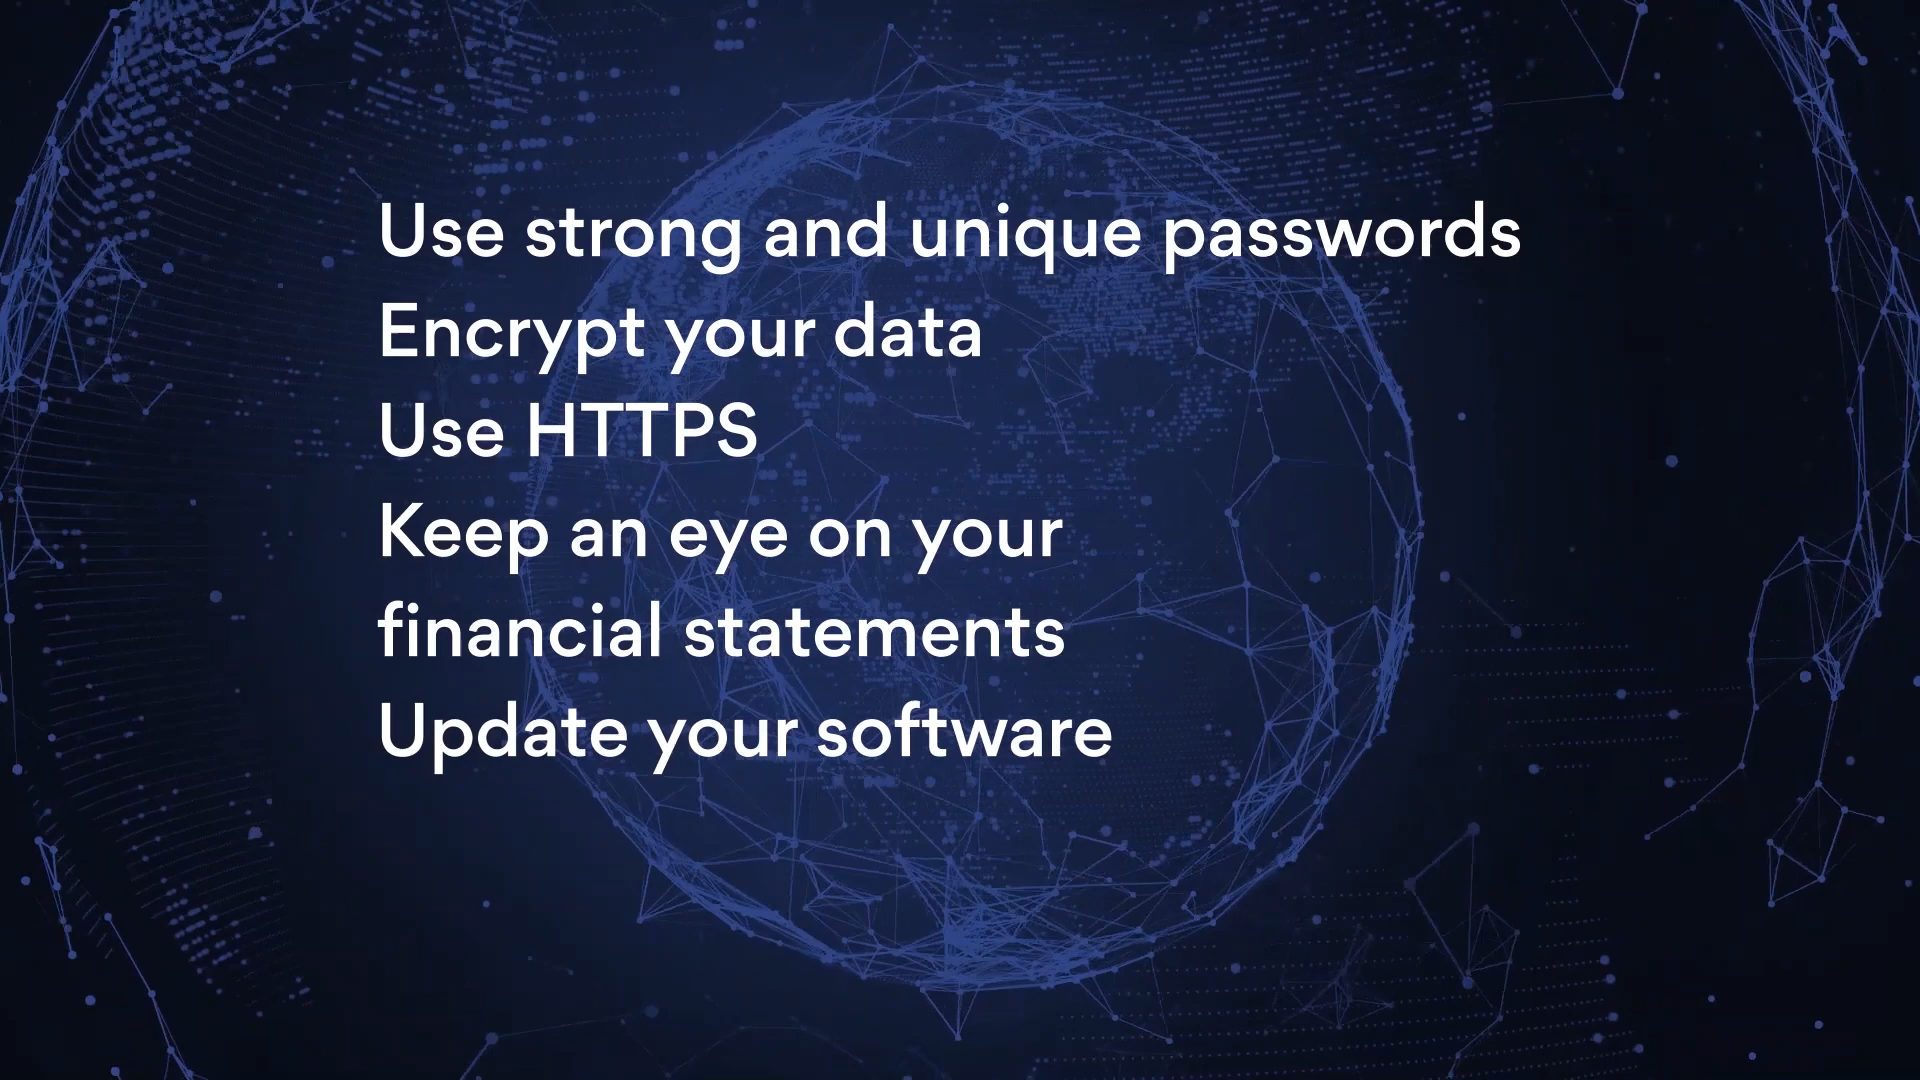 Use strong and unique passwords
Encrypt your data
Use HTTPS
Keep an eye on your
financial statements
Update your software